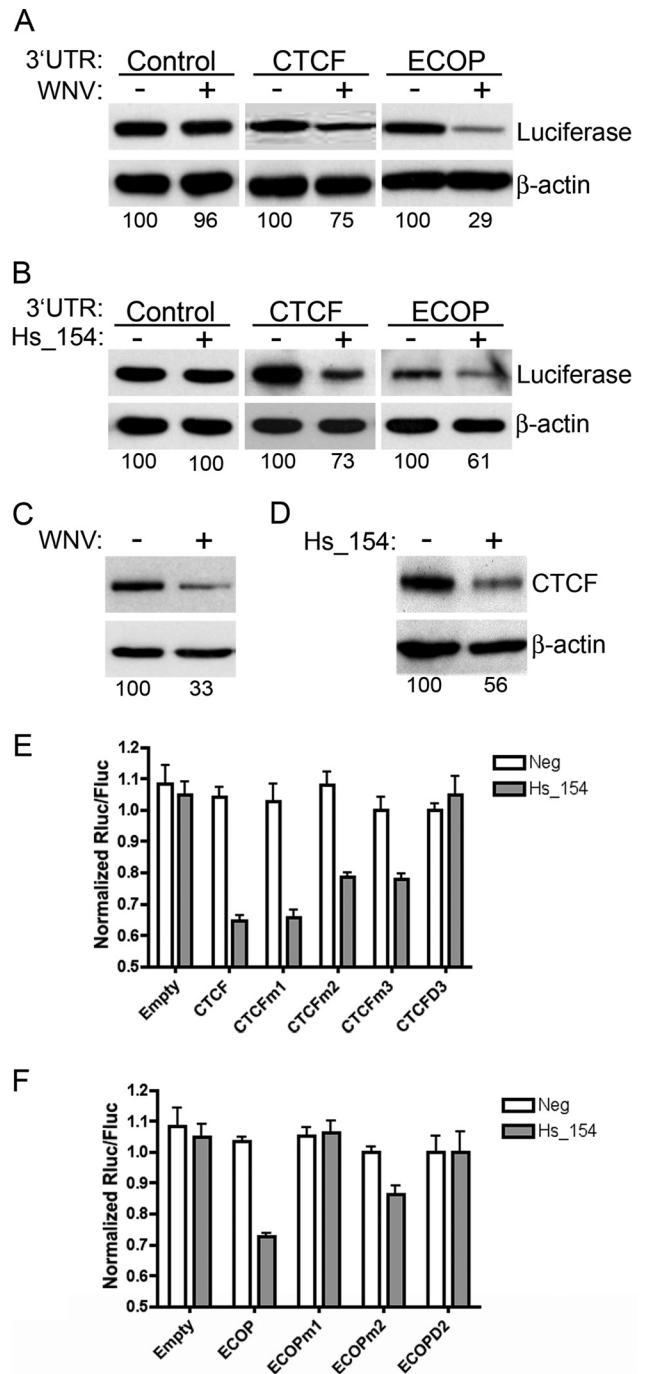 A
3‘UTR: Control CTCF ECOP
WNV: - + - + - +
Luciferase
β-actin
100 96 100 75 100 29
B
3‘UTR: Control CTCF ECOP
Hs_154: - + - + - +
Luciferase
β-actin
100 100 100 73 100 61
C D
WNV: - + Hs_154: - +
CTCF
β-actin
100 33 100 56
E
Normalized Rluc/Fluc
1.2
1.1
1.0
0.9
0.8
0.7
0.6
0.5
Neg
Hs_154
Empty CTCF CTCFm1 CTCFm2 CTCFm3 CTCFD3
F
Normalized Rluc/Fluc
1.2
1.1
1.0
0.9
0.8
0.7
0.6
0.5
Neg
Hs_154
Empty ECOP ECOPm1 ECOPm2 ECOPD2